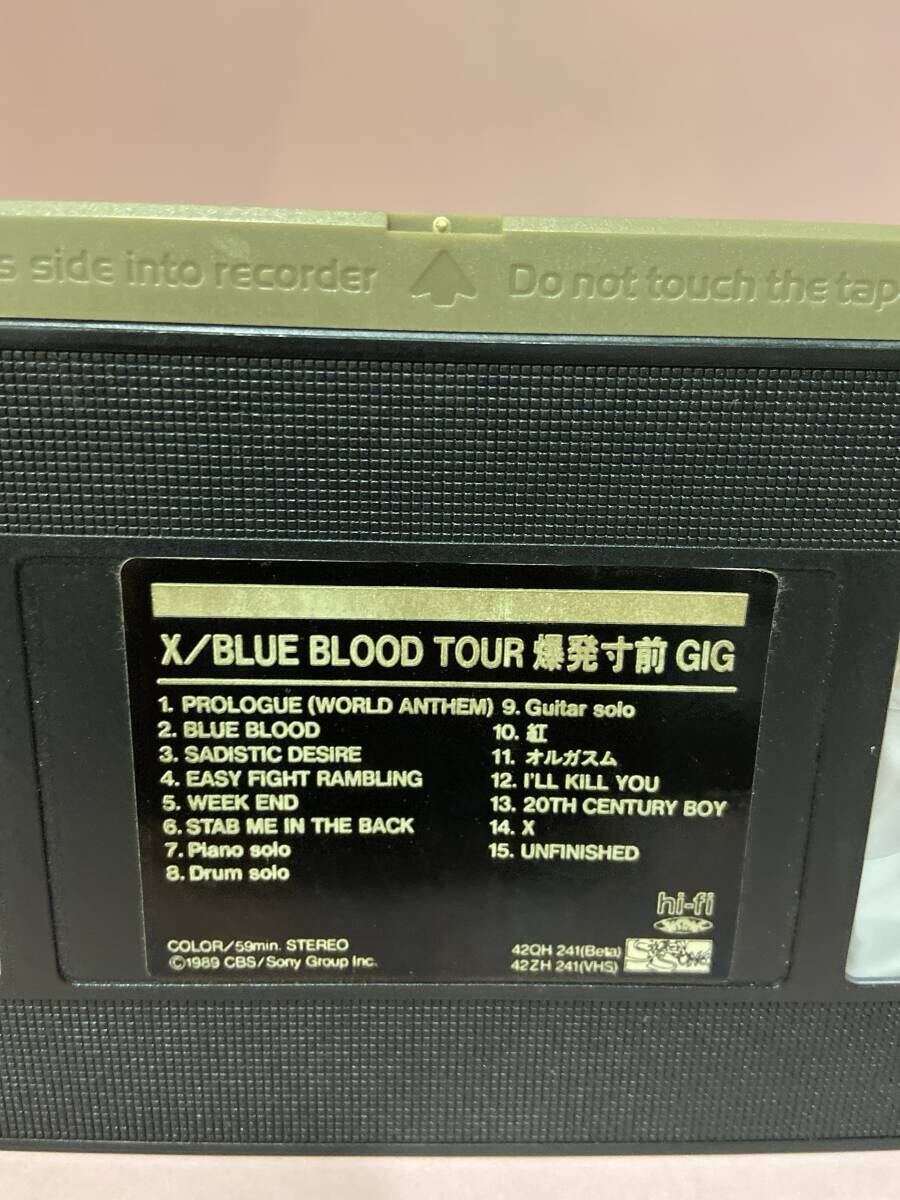 s side into recorder Do not touch the tap
X/BLUE BLOOD TOUR 爆発寸前 GIG
1. PROLOGUE (WORLD ANTHEM)
2. BLUE BLOOD
3. SADISTIC DESIRE
4. EASY FIGHT RAMBLING
5. WEEK END
6. STAB ME IN THE BACK
7. Piano solo
8. Drum solo
9. Guitar solo
10. 紅
11. オルガスム
12. I'LL KILL YOU
13. 20TH CENTURY BOY
14. X
15. UNFINISHED
hi-fi
COLOR/59min. STEREO
©1989 CBS/Sony Group Inc.
42QH 241(Beta)
42ZH 241(VHS)